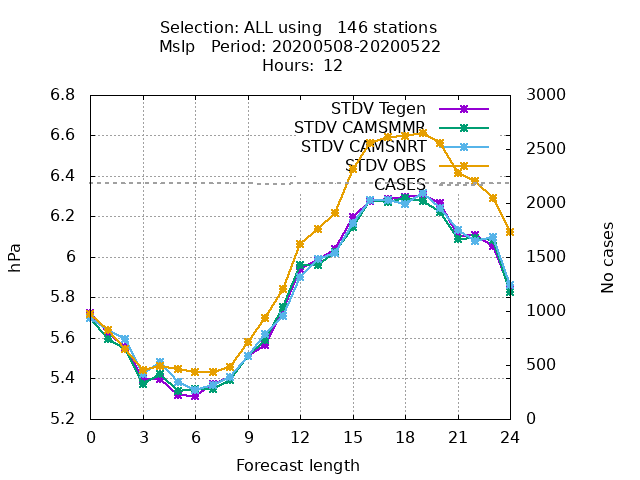 Selection: ALL using   146 stations
Mslp   Period: 20200508-20200522
Hours:  12
6.8
6.6
6.4
6.2
6
5.8
5.6
5.4
5.2
3000
2500
2000
1500
1000
500
0
STDV Tegen
STDV CAMSMMR
STDV CAMSNRT
STDV OBS
CASES
hPa
No cases
0 3 6 9 12 15 18 21 24
Forecast length